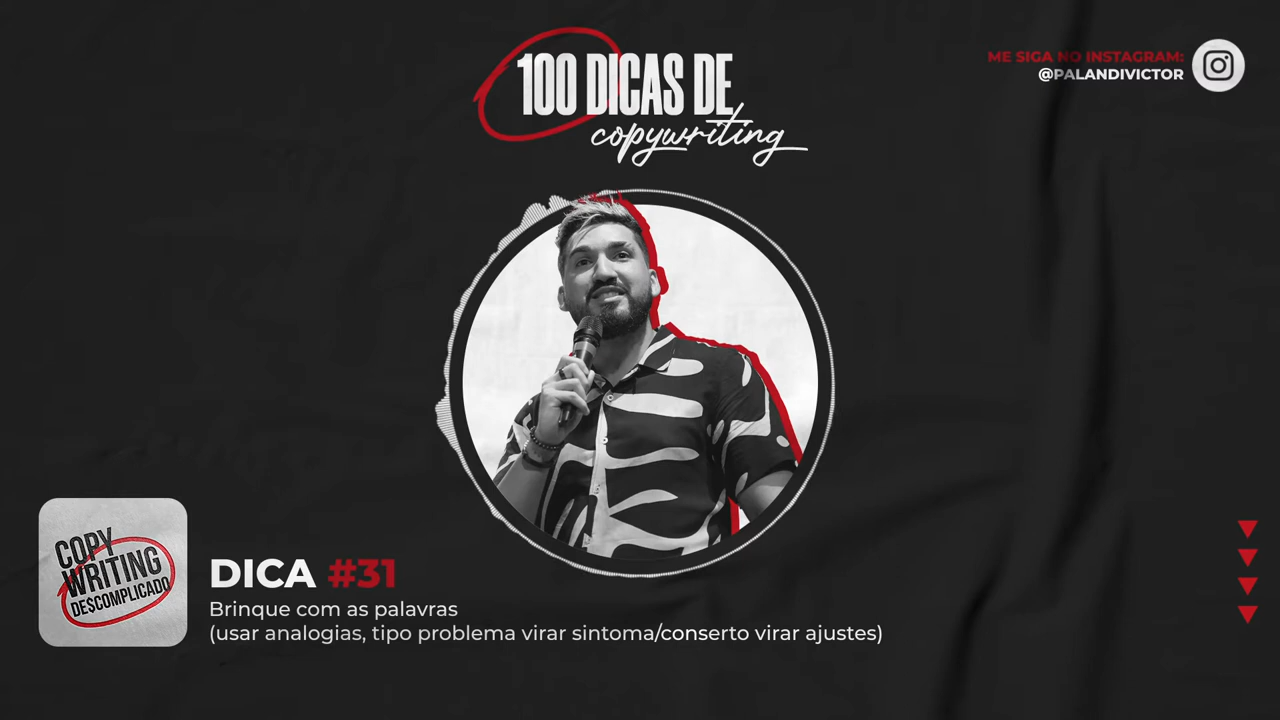 100 DICAS DE
copywriting
ME SIGA NO INSTAGRAM:
@PALANDIVICTOR
COPY
WRITING
DESCOMPLICADO
DICA #31
Brinque com as palavras
(usar analogias, tipo problema virar sintoma/conserto virar ajustes)